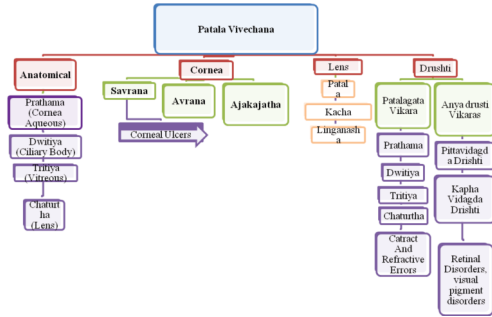 Patala Vivechana
Anatomical
Prathama
(Cornea
Aqueous)
Dwitiya
(Ciliary Body)
Tritiya
(Vitreous)
Chaturt
ha
(Lens)
Cornea
Savrana
Avrana
Ajakajatha
Corneal Ulcers
Lens
Patal
a
Kacha
Linganash
a
Drushti
Patalagata
Vikara
Prathama
Dwitiya
Tritiya
Chaturtha
Catract
And
Refractive
Errors
Anya drusti
Vikaras
Pittavidagd
a Drishti
Kapha
Vidagda
Drishti
Retinal
Disorders,
visual
pigment
disorders